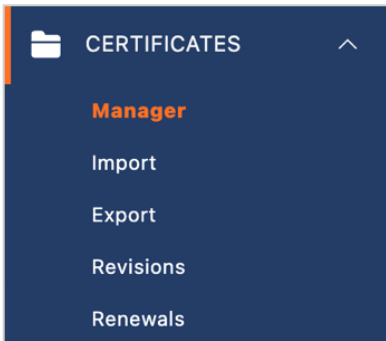 CERTIFICATES
Manager
Import
Export
Revisions
Renewals